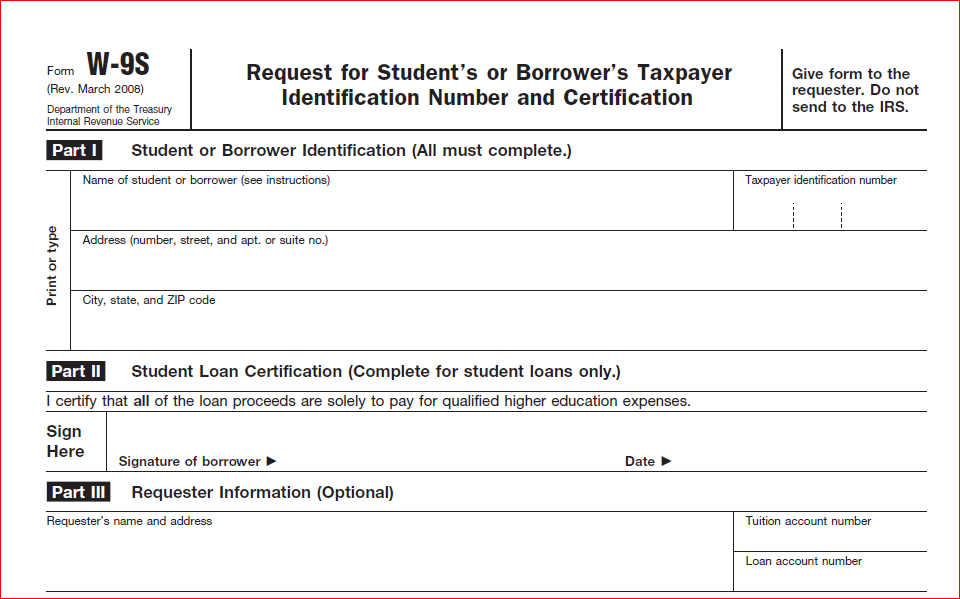 Form W-9S
(Rev. March 2008)
Department of the Treasury
Internal Revenue Service
Request for Student’s or Borrower’s Taxpayer
Identification Number and Certification
Give form to the
requester. Do not
send to the IRS.
Part I Student or Borrower Identification (All must complete.)
Print or type
Name of student or borrower (see instructions)
Taxpayer identification number
Address (number, street, and apt. or suite no.)
City, state, and ZIP code
Part II Student Loan Certification (Complete for student loans only.)
I certify that all of the loan proceeds are solely to pay for qualified higher education expenses.
Sign
Here
Signature of borrower ► Date ►
Part III Requester Information (Optional)
Requester’s name and address
Tuition account number
Loan account number